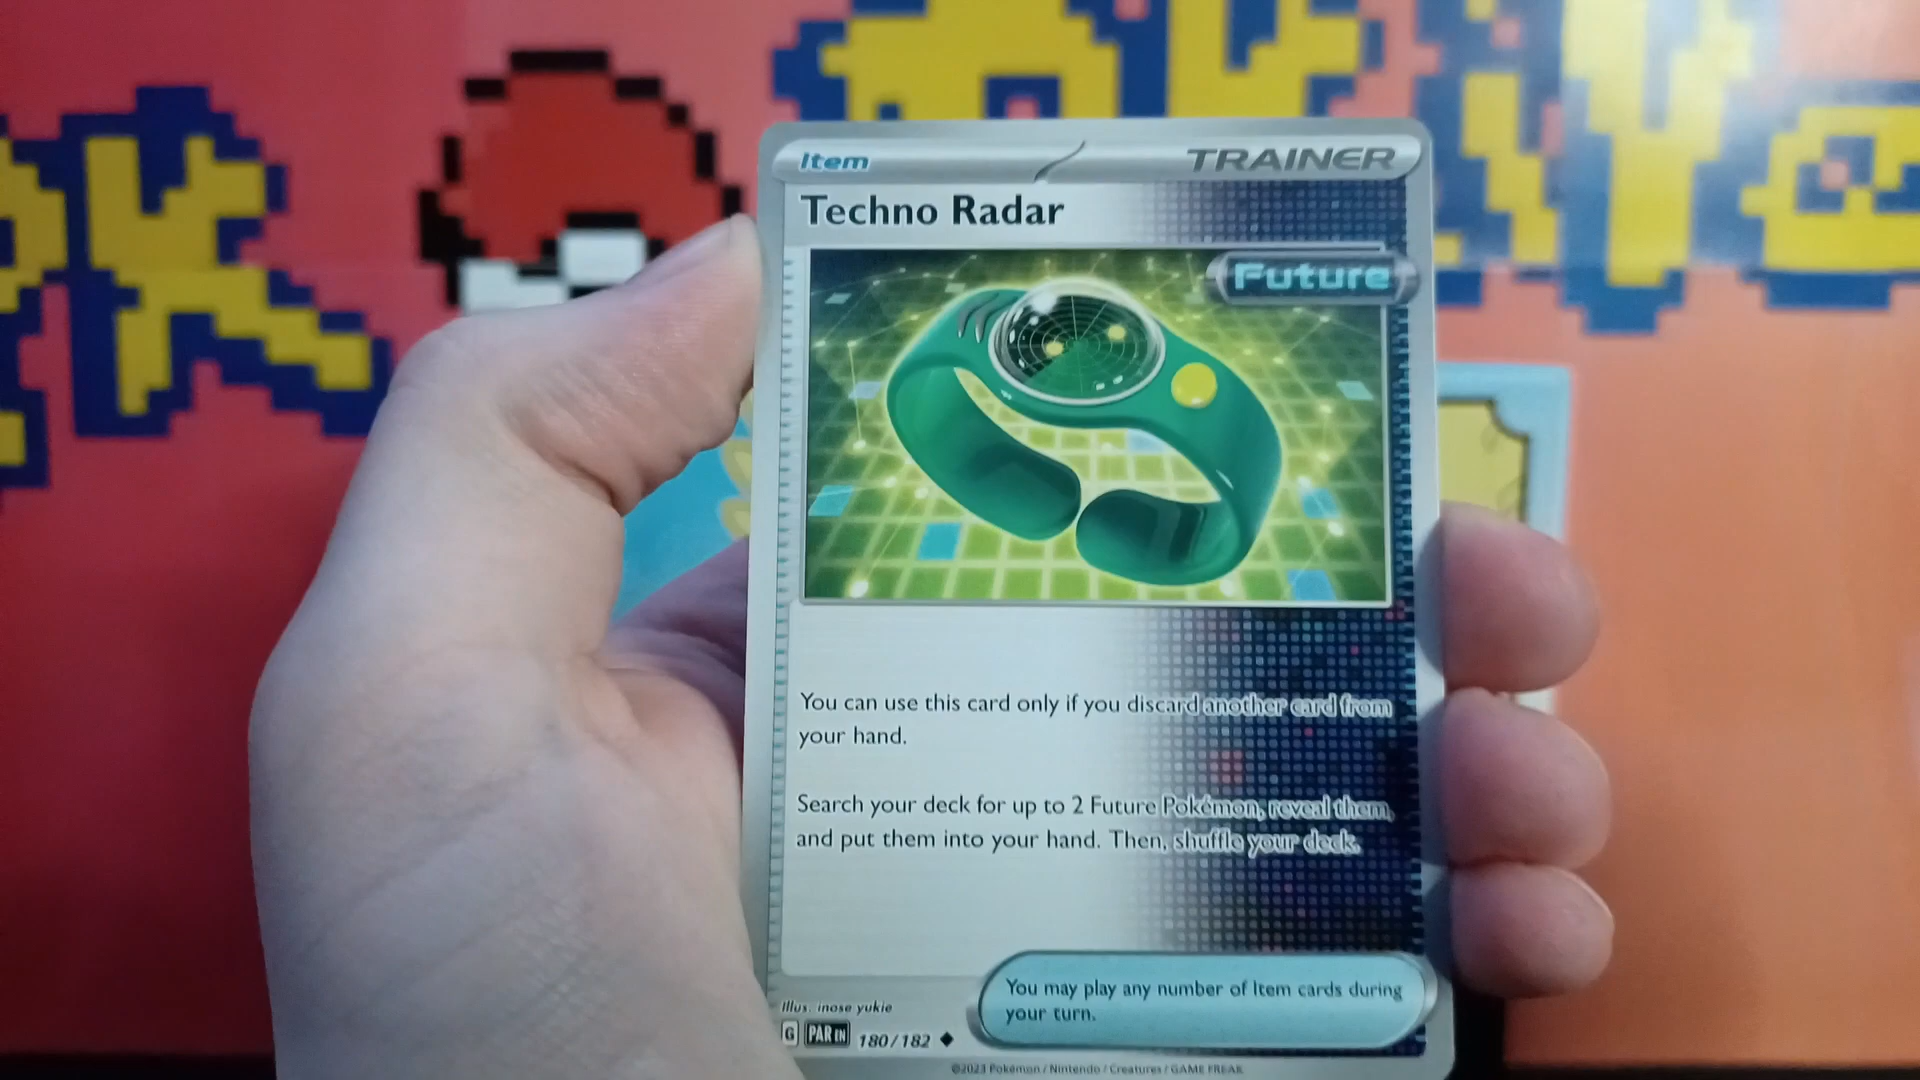 Item
TRAINER
Techno Radar
Future
You can use this card only if you discard another card from
your hand.
Search your deck for up to 2 Future Pokémon, reveal them,
and put them into your hand. Then, shuffle your deck.
You may play any number of Item cards during
your turn.
Illus. inose yukie
G PAR EN 180/182
©2023 Pokémon / Nintendo / Creatures / GAME FREAK